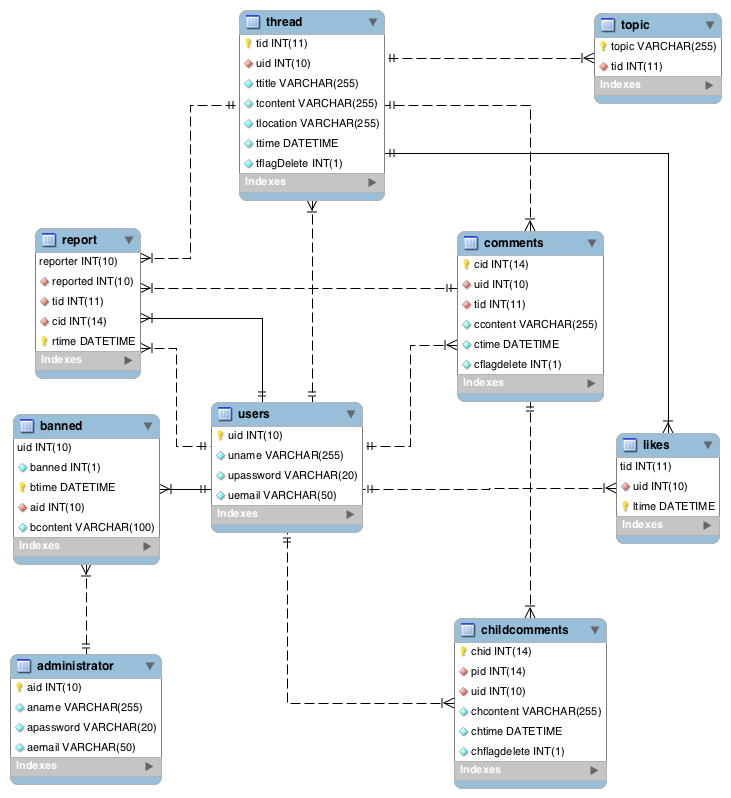 thread
tid INT(11)
uid INT(10)
ttitle VARCHAR(255)
tcontent VARCHAR(255)
tlocation VARCHAR(255)
ttime DATETIME
tflagDelete INT(1)
Indexes
topic
topic VARCHAR(255)
tid INT(11)
Indexes
report
reporter INT(10)
reported INT(10)
tid INT(11)
cid INT(14)
rtime DATETIME
Indexes
comments
cid INT(14)
uid INT(10)
tid INT(11)
ccontent VARCHAR(255)
ctime DATETIME
cflagdelete INT(1)
Indexes
banned
uid INT(10)
banned INT(1)
btime DATETIME
aid INT(10)
bcontent VARCHAR(100)
Indexes
users
uid INT(10)
uname VARCHAR(255)
upassword VARCHAR(20)
uemail VARCHAR(50)
Indexes
likes
tid INT(11)
uid INT(10)
ltime DATETIME
Indexes
administrator
aid INT(10)
aname VARCHAR(255)
apassword VARCHAR(20)
aemail VARCHAR(50)
Indexes
childcomments
chid INT(14)
pid INT(14)
uid INT(10)
chcontent VARCHAR(255)
chtime DATETIME
chflagdelete INT(1)
Indexes